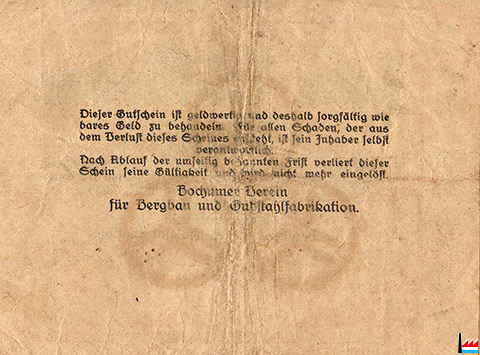 Dieser Gutschein ist geldwertig und deshalb sorgfältig wie
bares Geld zu behandeln. Für allen Schaden, der aus
dem Verlust dieses Scheines entsteht, ist sein Inhaber selbst
verantwortlich.
Nach Ablauf der umseitig bekannten Frist verliert dieser
Schein seine Gültigkeit und wird nicht mehr eingelöst.
Bochumer Verein
für Bergbau und Gußstahlfabrikation.